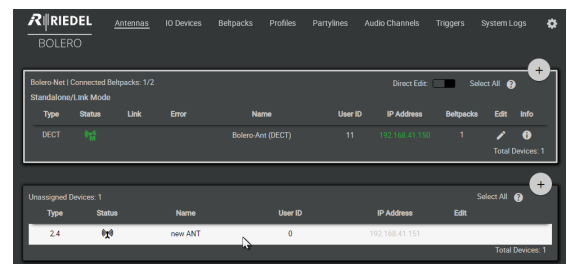 RIEDEL
BOLERO
Antennas IO Devices Beltpacks Profiles Partylines Audio Channels Triggers System Logs
Bolero-Net | Connected Beltpacks: 1/2 Direct Edit: Select All ?
+
Standalone/Link Mode
Type Status Link Error Name User ID IP Address Beltpacks Edit Info
DECT M Bolero-Ant (DECT) 11 192.168.41.150 1
Total Devices: 1
+
Unassigned Devices: 1 Select All ?
Type Status Name User ID IP Address Edit
2.4 new ANT 0 192.168.41.151
Total Devices: 1